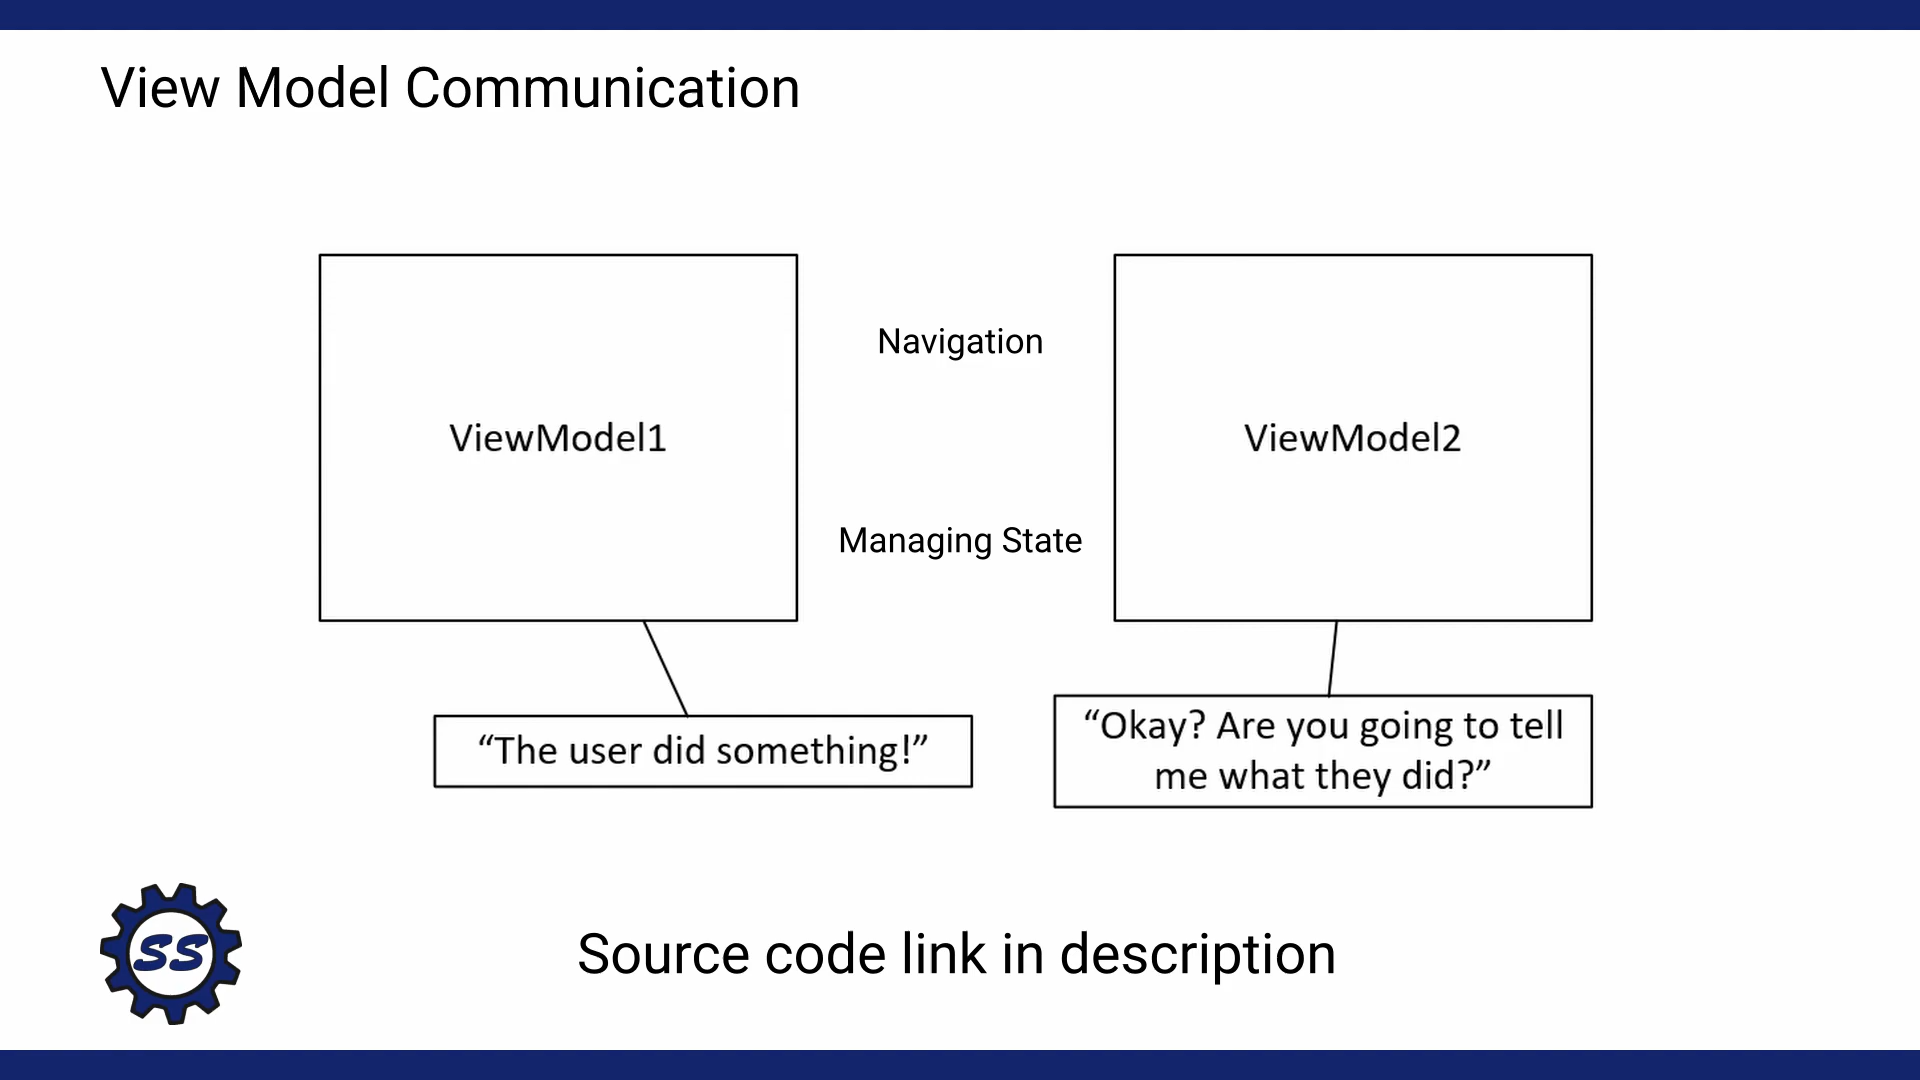 View Model Communication
Navigation
ViewModel1
ViewModel2
Managing State
“The user did something!”
“Okay? Are you going to tell
me what they did?”
SS
Source code link in description